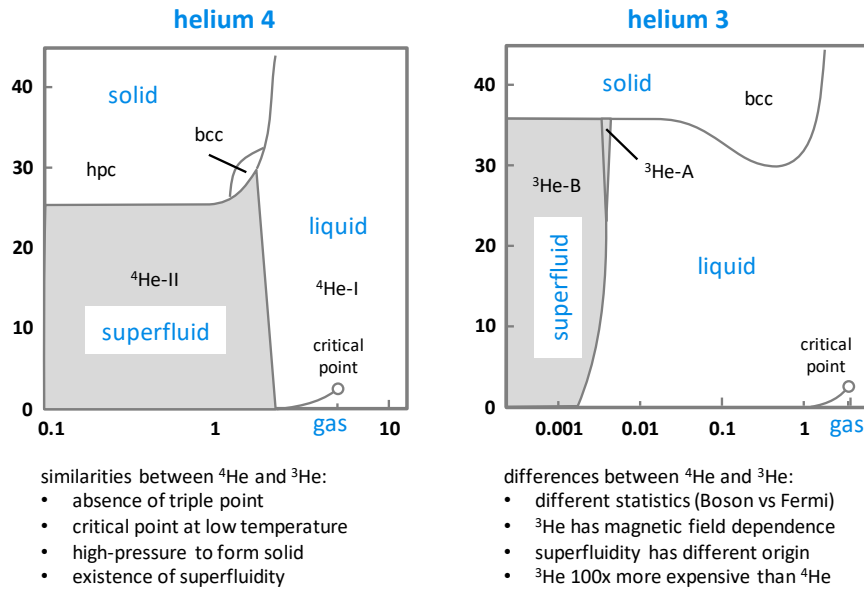 helium 4
40
30
20
10
0
solid
bcc
hpc
liquid
⁴He-II
⁴He-I
superfluid
critical
point
0.1
1
gas
10
similarities between ⁴He and ³He:
• absence of triple point
• critical point at low temperature
• high-pressure to form solid
• existence of superfluidity
helium 3
40
30
20
10
0
solid
bcc
³He-A
³He-B
superfluid
liquid
critical
point
0.001
0.01
0.1
1
gas
differences between ⁴He and ³He:
• different statistics (Boson vs Fermi)
• ³He has magnetic field dependence
• superfluidity has different origin
• ³He 100x more expensive than ⁴He